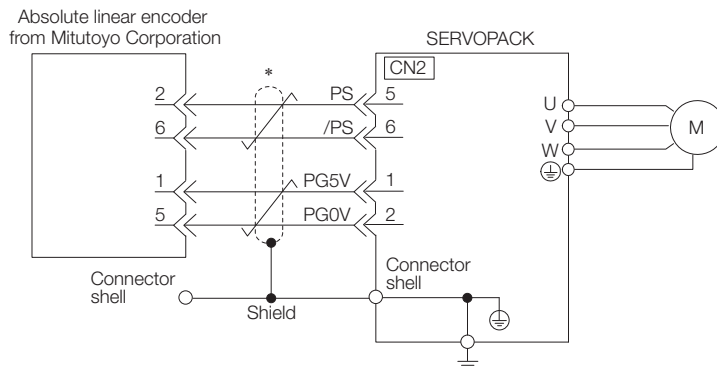 Absolute linear encoder
from Mitutoyo Corporation
SERVOPACK
*
CN2
2 PS 5
6 /PS 6
1 PG5V 1
5 PG0V 2
U
V
W
M
Connector
shell
Shield
Connector
shell